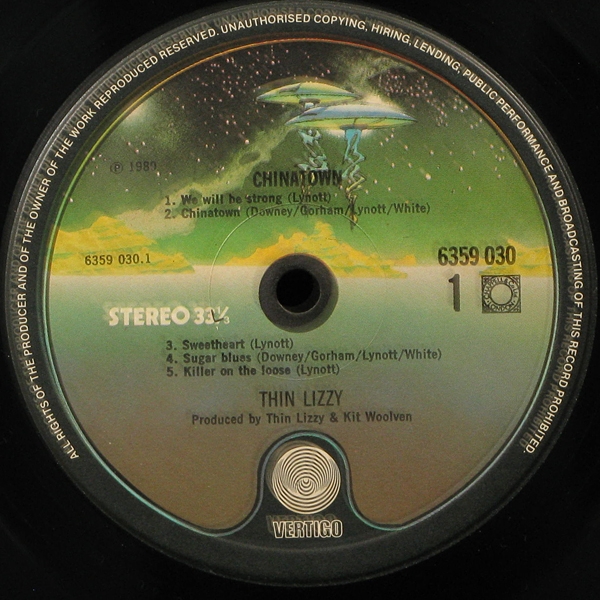 ALL RIGHTS OF THE PRODUCER AND OF THE OWNER OF THE WORK REPRODUCED RESERVED. UNAUTHORISED COPYING, HIRING, LENDING, PUBLIC PERFORMANCE AND BROADCASTING OF THIS RECORD PROHIBITED.
℗ 1980
CHINATOWN
1. We will be strong (Lynott)
2. Chinatown (Downey/Gorham/Lynott/White)
6359 030.1
6359 030
1
STEREO 33⅓
3. Sweetheart (Lynott)
4. Sugar blues (Downey/Gorham/Lynott/White)
5. Killer on the loose (Lynott)
THIN LIZZY
Produced by Thin Lizzy & Kit Woolven
VERTIGO